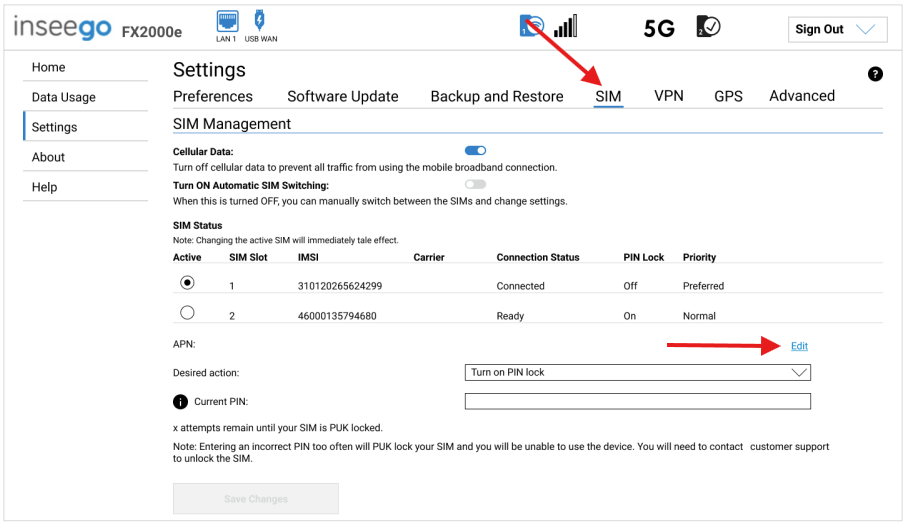 inseego FX2000e
LAN 1 USB WAN
1
5G
2
Sign Out
Home
Data Usage
Settings
About
Help
Settings
?
Preferences Software Update Backup and Restore SIM VPN GPS Advanced
SIM Management
Cellular Data:
Turn off cellular data to prevent all traffic from using the mobile broadband connection.
Turn ON Automatic SIM Switching:
When this is turned OFF, you can manually switch between the SIMs and change settings.
SIM Status
Note: Changing the active SIM will immediately tale effect.
Active SIM Slot IMSI Carrier Connection Status PIN Lock Priority
1 310120265624299 Connected Off Preferred
2 46000135794680 Ready On Normal
APN: Edit
Desired action: Turn on PIN lock
i Current PIN:
x attempts remain until your SIM is PUK locked.
Note: Entering an incorrect PIN too often will PUK lock your SIM and you will be unable to use the device. You will need to contact customer support
to unlock the SIM.
Save Changes